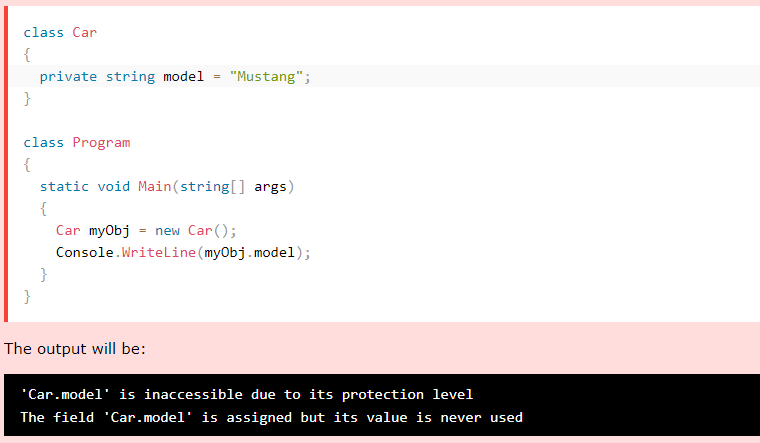 class Car
{
  private string model = "Mustang";
}

class Program
{
  static void Main(string[] args)
  {
    Car myObj = new Car();
    Console.WriteLine(myObj.model);
  }
}
The output will be:
'Car.model' is inaccessible due to its protection level
The field 'Car.model' is assigned but its value is never used